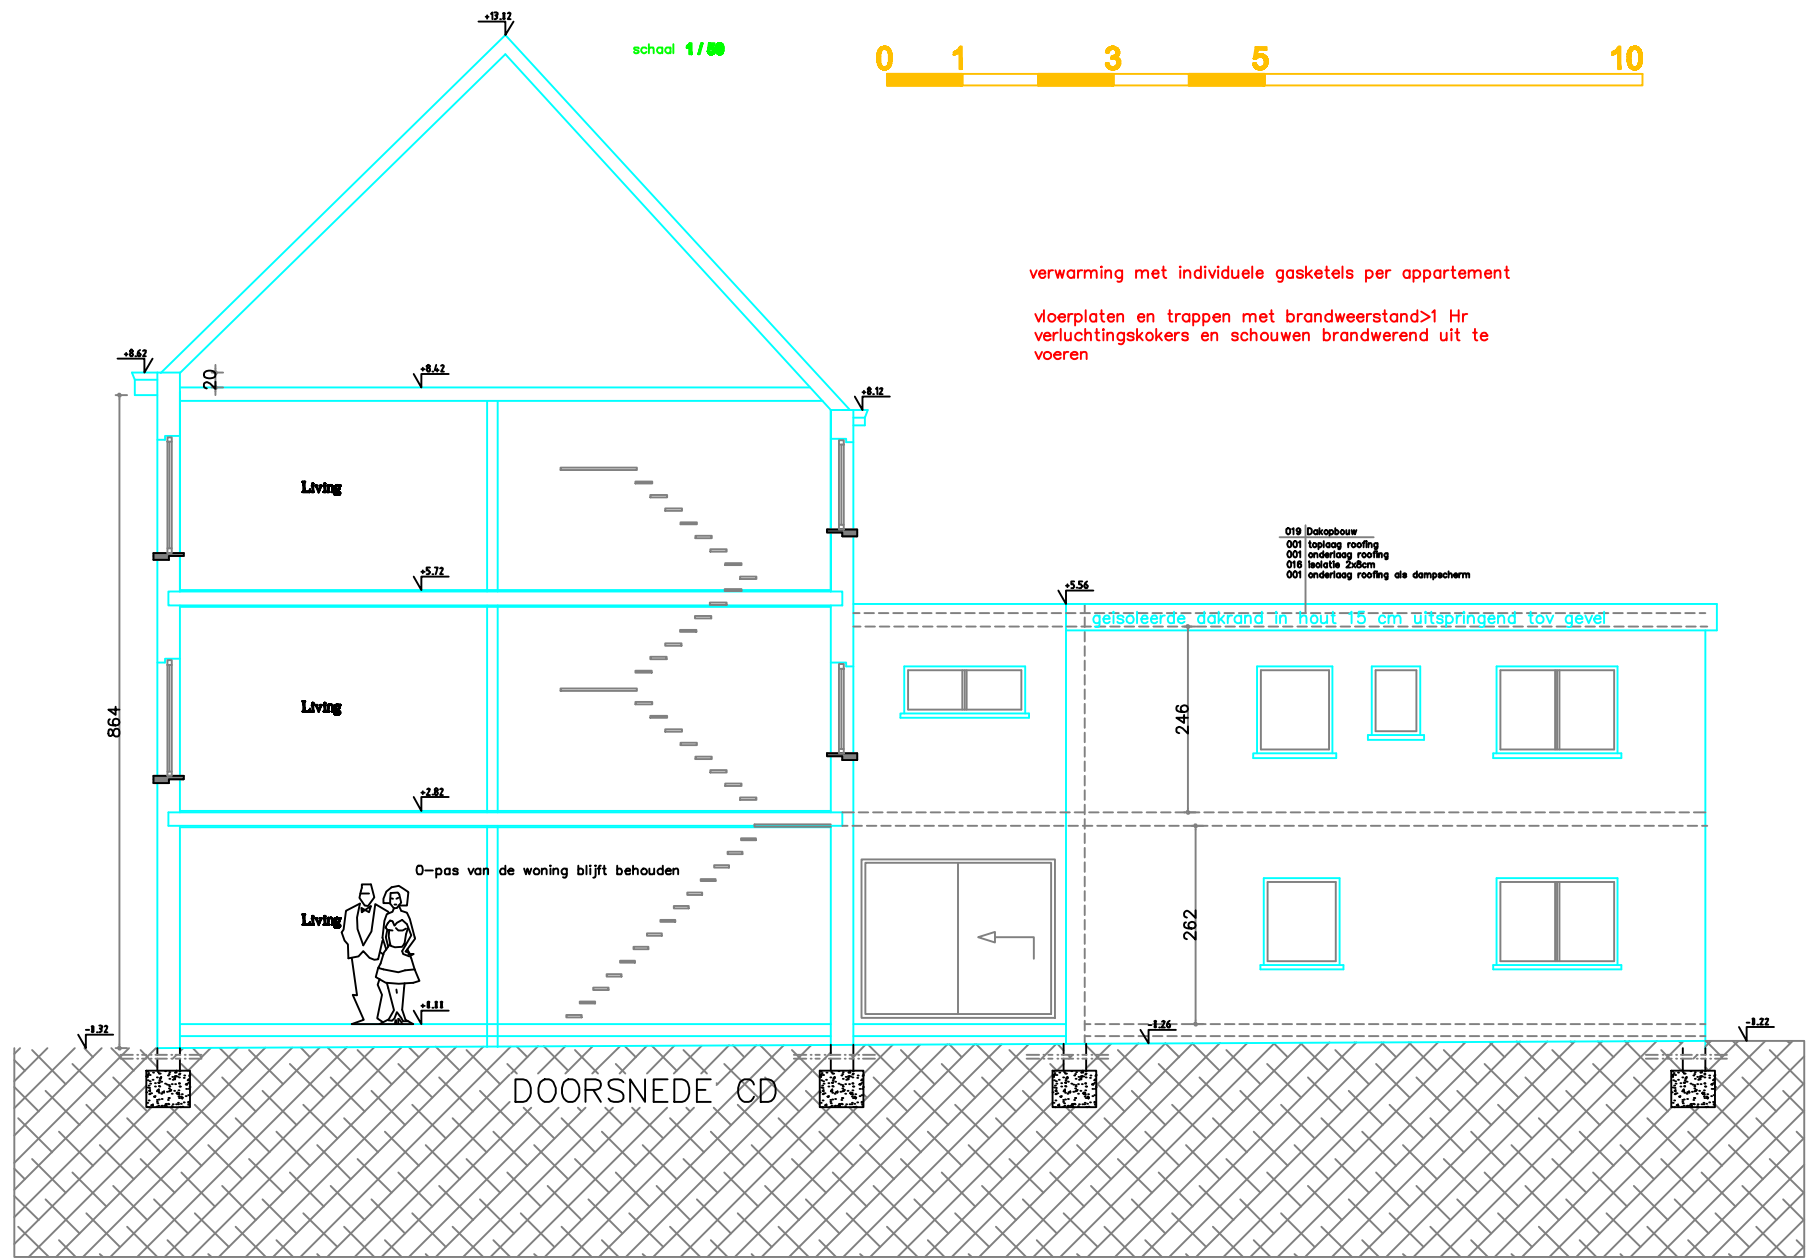 +13.82
schaal 1/50
0 1 3 5 10
verwarming met individuele gasketels per appartement
vloerplaten en trappen met brandweerstand>1 Hr
verluchtingskokers en schouwen brandwerend uit te
voeren
+8.62
20
+8.42
+8.12
Living
019 Dakopbouw
001 toplaag roofing
001 onderlaag roofing
016 isolatie 2x8cm
001 onderlaag roofing als dampscherm
+5.72
+5.56
geisoleerde dakrand in hout 15 cm uitspringend tov gevel
Living
864
246
+2.82
O-pas van de woning blijft behouden
Living
262
-0.32
-0.26
-0.22
DOORSNEDE CD